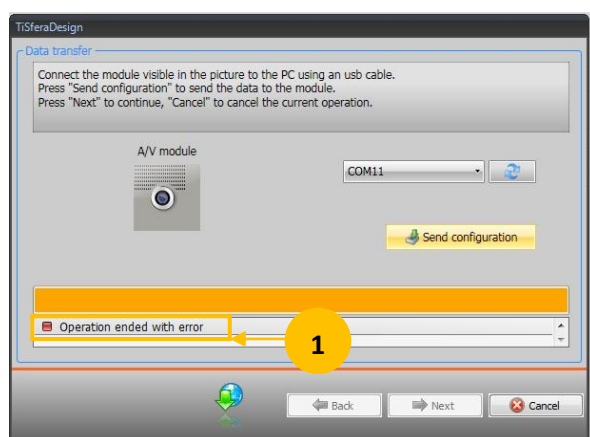 TiSferaDesign
Data transfer
Connect the module visible in the picture to the PC using an usb cable.
Press "Send configuration" to send the data to the module.
Press "Next" to continue, "Cancel" to cancel the current operation.
A/V module
COM11
Send configuration
Operation ended with error
1
Back
Next
Cancel